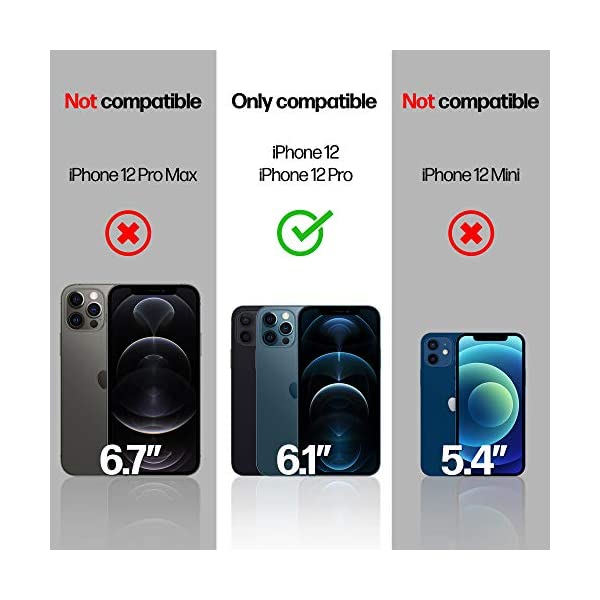 Not compatible
iPhone 12 Pro Max
6.7"
Only compatible
iPhone 12
iPhone 12 Pro
6.1"
Not compatible
iPhone 12 Mini
5.4"